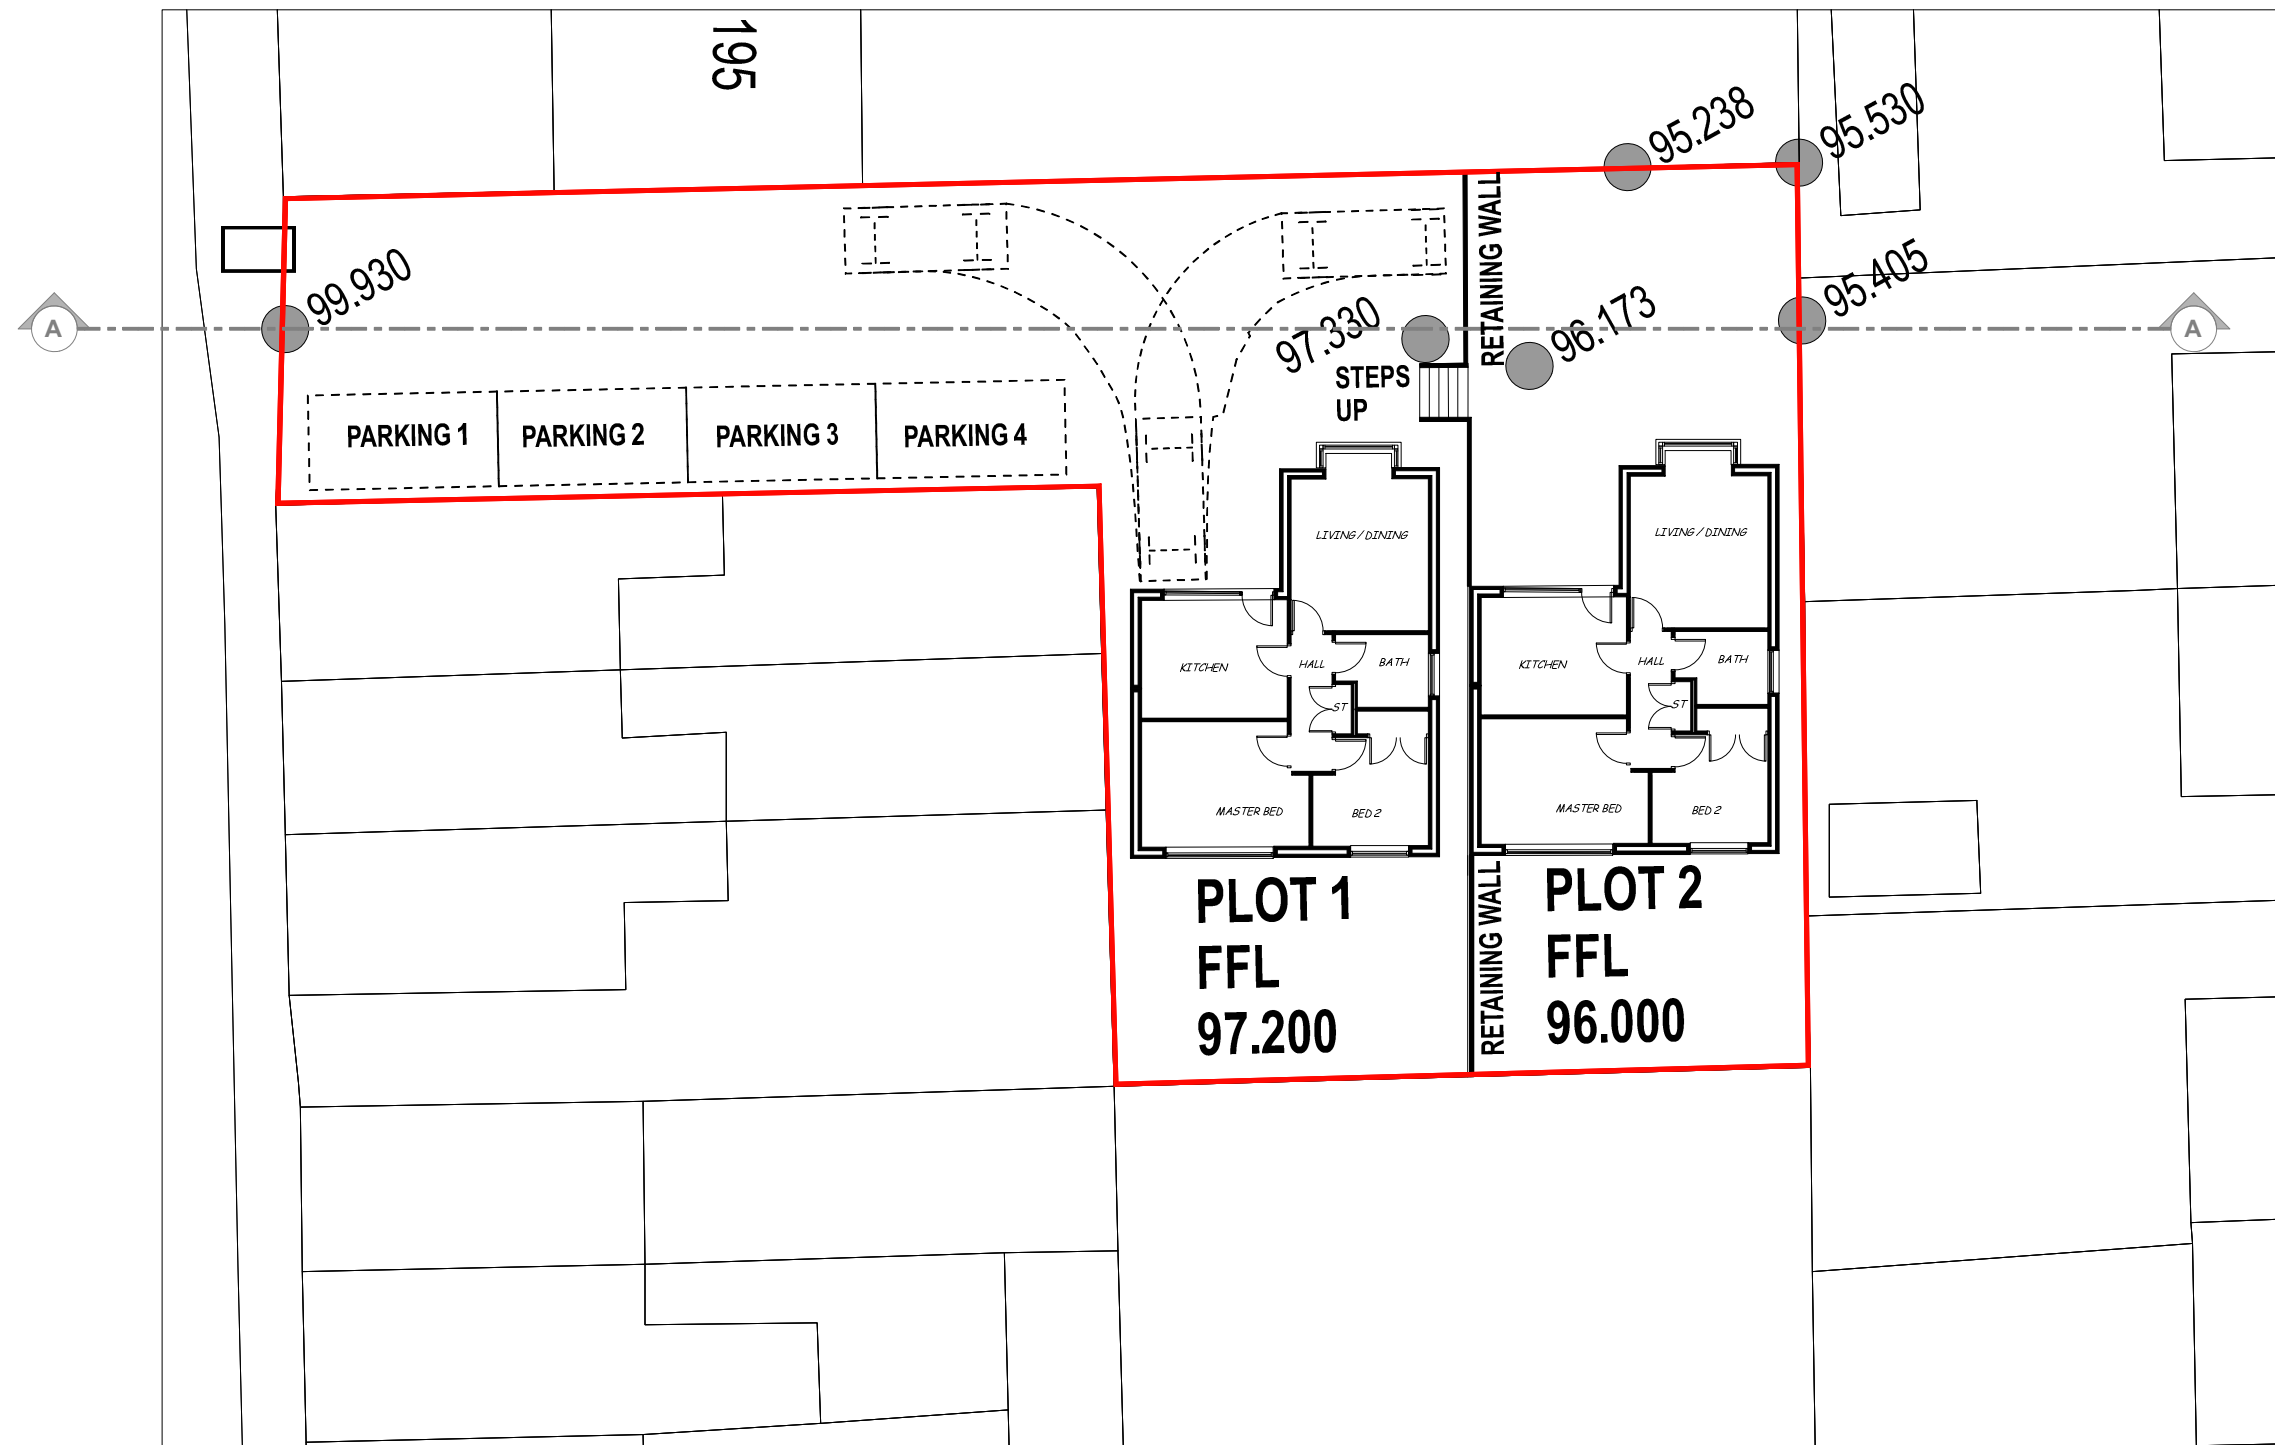 195
95.238
95.530
99.930
95.405
97.330
96.173
RETAINING WALL
A
A
STEPS
UP
PARKING 1
PARKING 2
PARKING 3
PARKING 4
LIVING / DINING
KITCHEN
HALL
BATH
ST
MASTER BED
BED 2
LIVING / DINING
KITCHEN
HALL
BATH
ST
MASTER BED
BED 2
PLOT 1
FFL
97.200
RETAINING WALL
PLOT 2
FFL
96.000